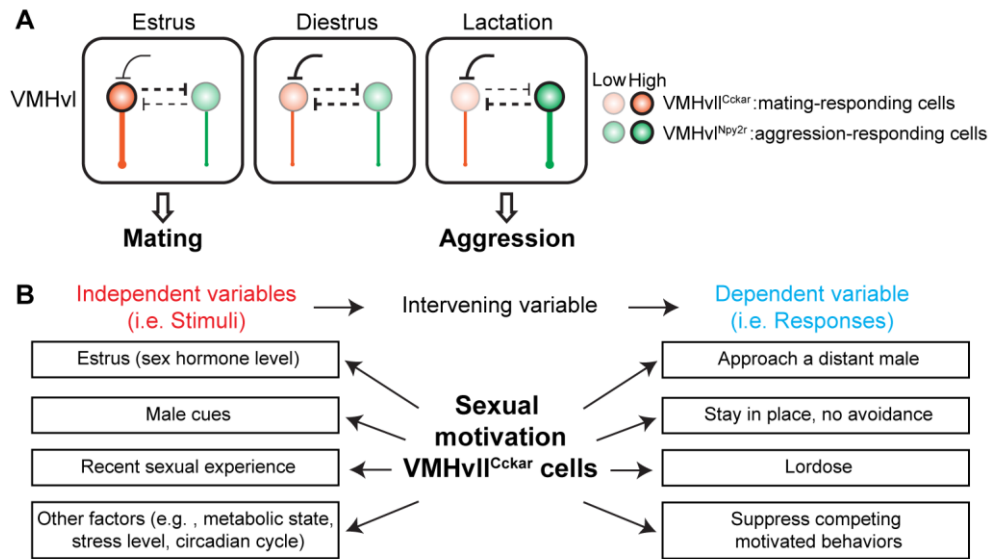 A
Estrus
Diestrus
Lactation
VMHvl
Low High
VMHvll^Cckar :mating-responding cells
VMHvl^Npy2r :aggression-responding cells
Mating
Aggression
B
Independent variables
(i.e. Stimuli)
Intervening variable
Dependent variable
(i.e. Responses)
Estrus (sex hormone level)
Male cues
Recent sexual experience
Other factors (e.g. , metabolic state,
stress level, circadian cycle)
Sexual
motivation
VMHvll^Cckar cells
Approach a distant male
Stay in place, no avoidance
Lordose
Suppress competing
motivated behaviors